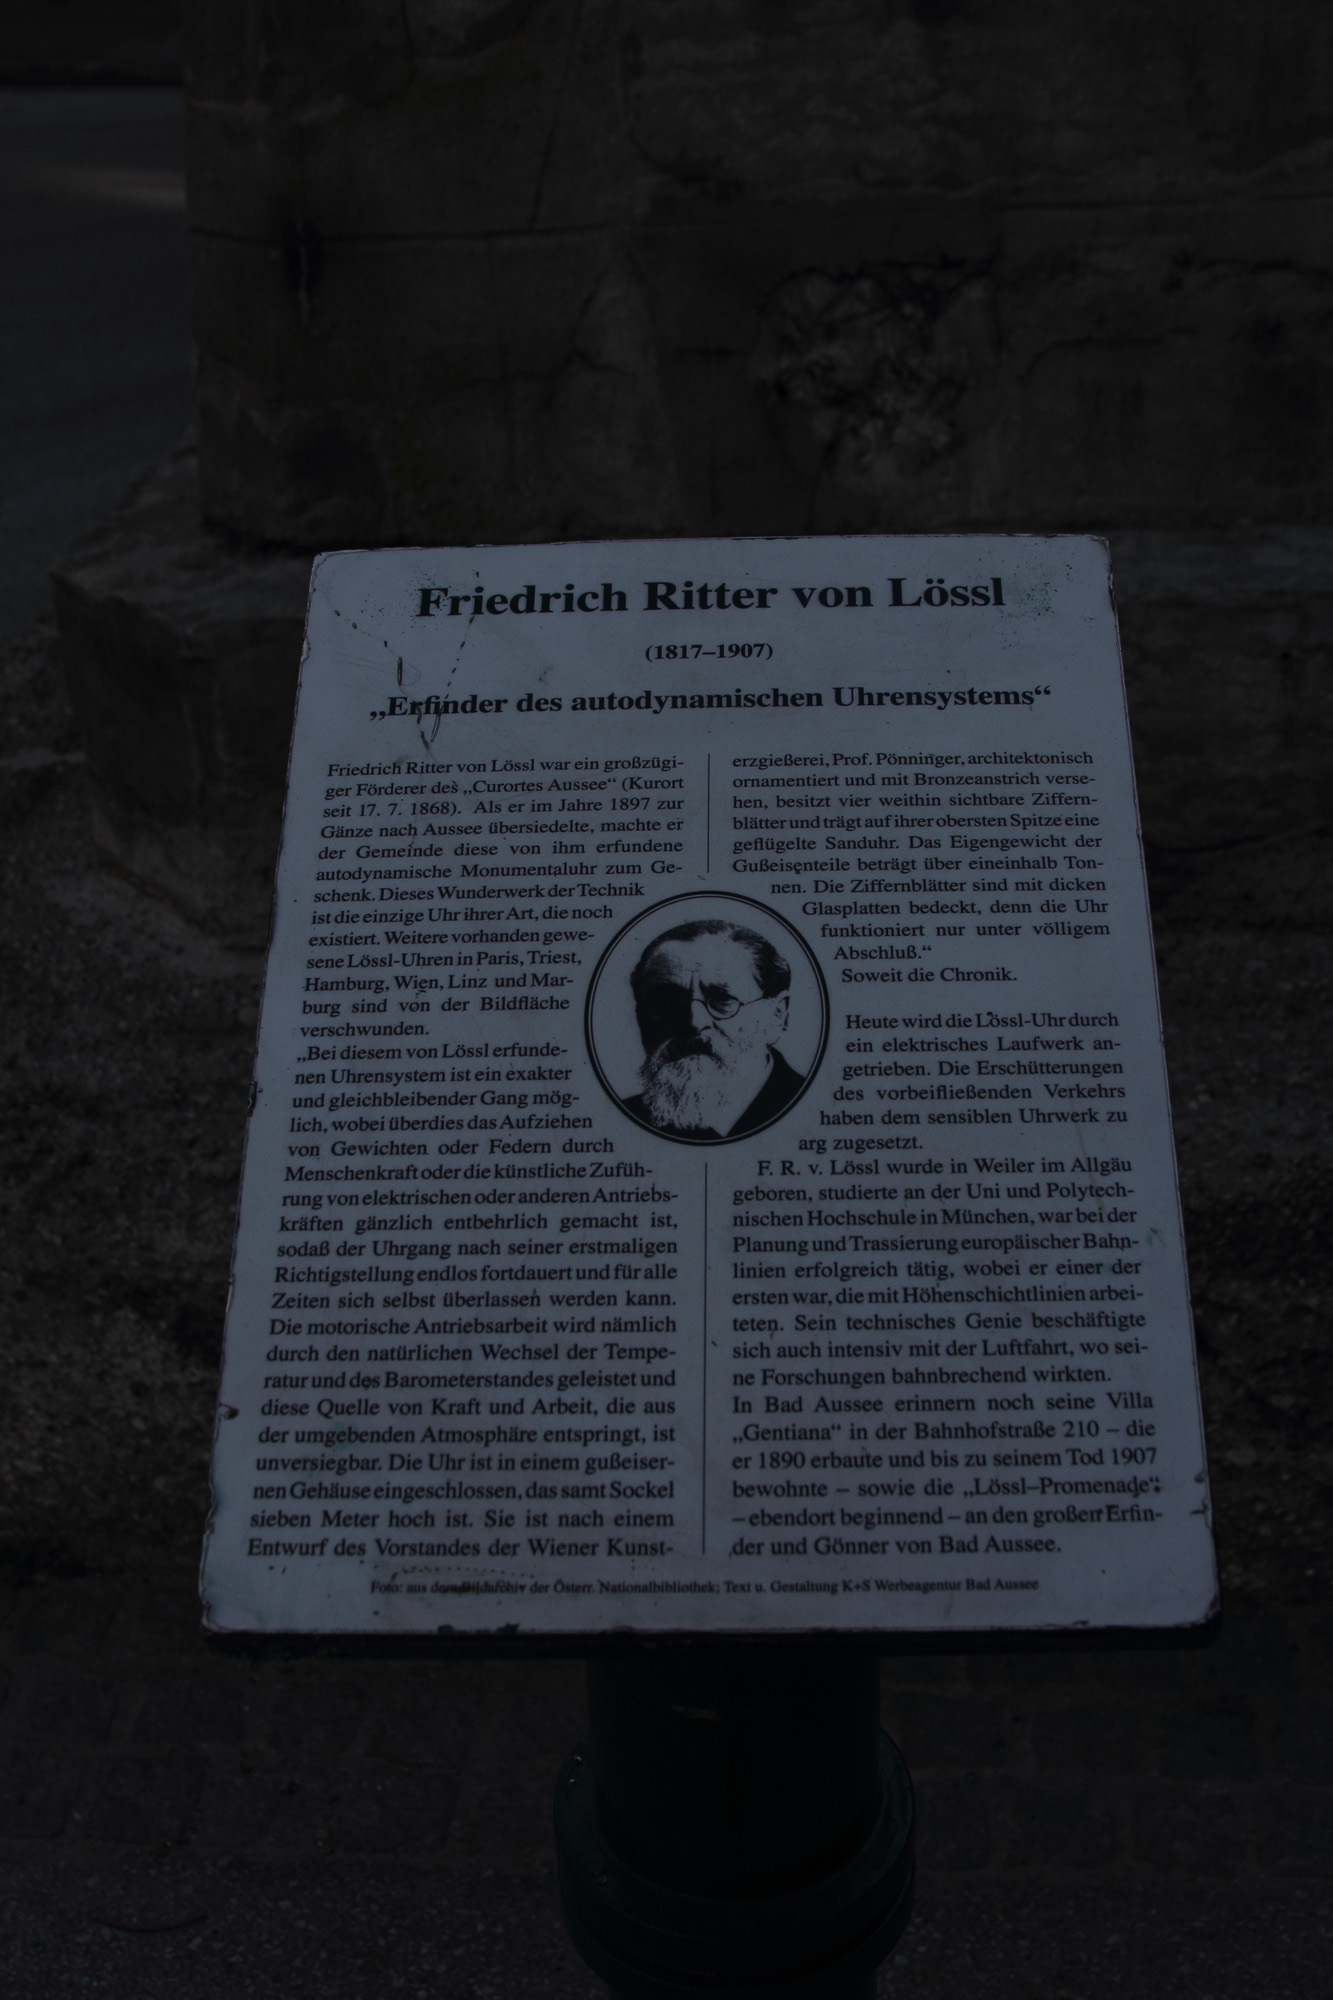 Friedrich Ritter von Lössl
(1817–1907)
„Erfinder des autodynamischen Uhrensystems“
Friedrich Ritter von Lössl war ein großzügi-
ger Förderer des „Curortes Aussee“ (Kurort
seit 17. 7. 1868). Als er im Jahre 1897 zur
Gänze nach Aussee übersiedelte, machte er
der Gemeinde diese von ihm erfundene
autodynamische Monumentaluhr zum Ge-
schenk. Dieses Wunderwerk der Technik
ist die einzige Uhr ihrer Art, die noch
existiert. Weitere vorhanden gewe-
sene Lössl-Uhren in Paris, Triest,
Hamburg, Wien, Linz und Mar-
burg sind von der Bildfläche
verschwunden.
„Bei diesem von Lössl erfunde-
nen Uhrensystem ist ein exakter
und gleichbleibender Gang mög-
lich, wobei überdies das Aufziehen
von Gewichten oder Federn durch
Menschenkraft oder die künstliche Zufüh-
rung von elektrischen oder anderen Antriebs-
kräften gänzlich entbehrlich gemacht ist,
sodaß der Uhrgang nach seiner erstmaligen
Richtigstellung endlos fortdauert und für alle
Zeiten sich selbst überlassen werden kann.
Die motorische Antriebsarbeit wird nämlich
durch den natürlichen Wechsel der Tempe-
ratur und des Barometerstandes geleistet und
diese Quelle von Kraft und Arbeit, die aus
der umgebenden Atmosphäre entspringt, ist
unversiegbar. Die Uhr ist in einem gußeiser-
nen Gehäuse eingeschlossen, das samt Sockel
sieben Meter hoch ist. Sie ist nach einem
Entwurf des Vorstandes der Wiener Kunst-
erzgießerei, Prof. Pönninger, architektonisch
ornamentiert und mit Bronzeanstrich verse-
hen, besitzt vier weithin sichtbare Ziffern-
blätter und trägt auf ihrer obersten Spitze eine
geflügelte Sanduhr. Das Eigengewicht der
Gußeisenteile beträgt über eineinhalb Ton-
nen. Die Ziffernblätter sind mit dicken
Glasplatten bedeckt, denn die Uhr
funktioniert nur unter völligem
Abschluß.“
Soweit die Chronik.
Heute wird die Lössl-Uhr durch
ein elektrisches Laufwerk an-
getrieben. Die Erschütterungen
des vorbeifließenden Verkehrs
haben dem sensiblen Uhrwerk zu
arg zugesetzt.
F. R. v. Lössl wurde in Weiler im Allgäu
geboren, studierte an der Uni und Polytech-
nischen Hochschule in München, war bei der
Planung und Trassierung europäischer Bahn-
linien erfolgreich tätig, wobei er einer der
ersten war, die mit Höhenschichtlinien arbei-
teten. Sein technisches Genie beschäftigte
sich auch intensiv mit der Luftfahrt, wo sei-
ne Forschungen bahnbrechend wirkten.
In Bad Aussee erinnern noch seine Villa
„Gentiana“ in der Bahnhofstraße 210 – die
er 1890 erbaute und bis zu seinem Tod 1907
bewohnte – sowie die „Lössl–Promenade“
– ebendort beginnend – an den großen Erfin-
der und Gönner von Bad Aussee.
Foto: aus dem Bildarchiv der Österr. Nationalbibliothek; Text u. Gestaltung K+S Werbeagentur Bad Aussee